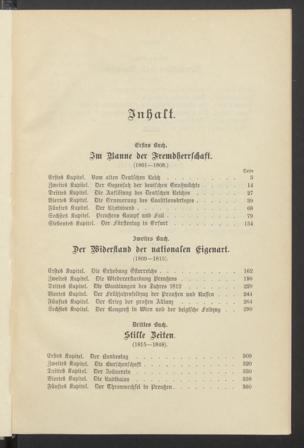 Inhalt.
Erstes Buch.
Im Banne der Fremdherrschaft.
(1801—1808.)
Seite
Erstes Kapitel. Vom alten Deutschen Reich 3
Zweites Kapitel. Der Gegensatz der deutschen Großmächte 14
Drittes Kapitel. Die Auflösung des Deutschen Reiches 27
Viertes Kapitel. Die Erneuerung des Koalitionskrieges 39
Fünftes Kapitel. Der Rheinbund 66
Sechstes Kapitel. Preußens Kampf und Fall 79
Siebentes Kapitel. Der Fürstentag in Erfurt 134
Zweites Buch.
Der Widerstand der nationalen Eigenart.
(1809—1815).
Erstes Kapitel. Die Erhebung Österreichs 162
Zweites Kapitel. Die Wiedergeburt Preußens 198
Drittes Kapitel. Die Wandlungen des Jahres 1812 229
Viertes Kapitel. Der Frühjahrsfeldzug der Preußen und Russen 244
Fünftes Kapitel. Der Krieg der großen Allianz 264
Sechstes Kapitel. Der Kongreß in Wien und der belgische Feldzug 290
Drittes Buch.
Stille Zeiten.
(1815—1848).
Erstes Kapitel. Der Bundestag 309
Zweites Kapitel. Die Burschenschaft 320
Drittes Kapitel. Der Zollverein
Viertes Kapitel. Die
Fünftes Kapitel. Der Thronwechsel in Preußen